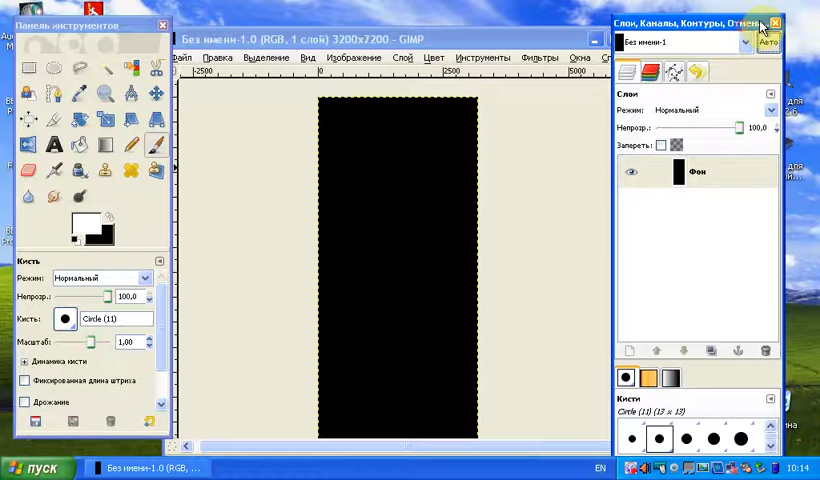 Панель инструментов
Без имени-1.0 (RGB, 1 слой) 3200x7200 - GIMP
Слои, Каналы, Контуры, Отмены
Без имени-1
Авто
Файл Правка Выделение Вид Изображение Слой Цвет Инструменты Фильтры Окна
-2500 0 2500 5000
Слои
Режим: Нормальный
Непрозр.: 100,0
Запереть:
Фон
Кисть
Режим: Нормальный
Непрозр.: 100,0
Кисть: Circle (11)
Масштаб: 1,00
Динамика кисти
Фиксированная длина штриха
Дрожание
Кисти
Circle (11) (13 x 13)
пуск
Без имени-1.0 (RGB, ...
EN
10:14